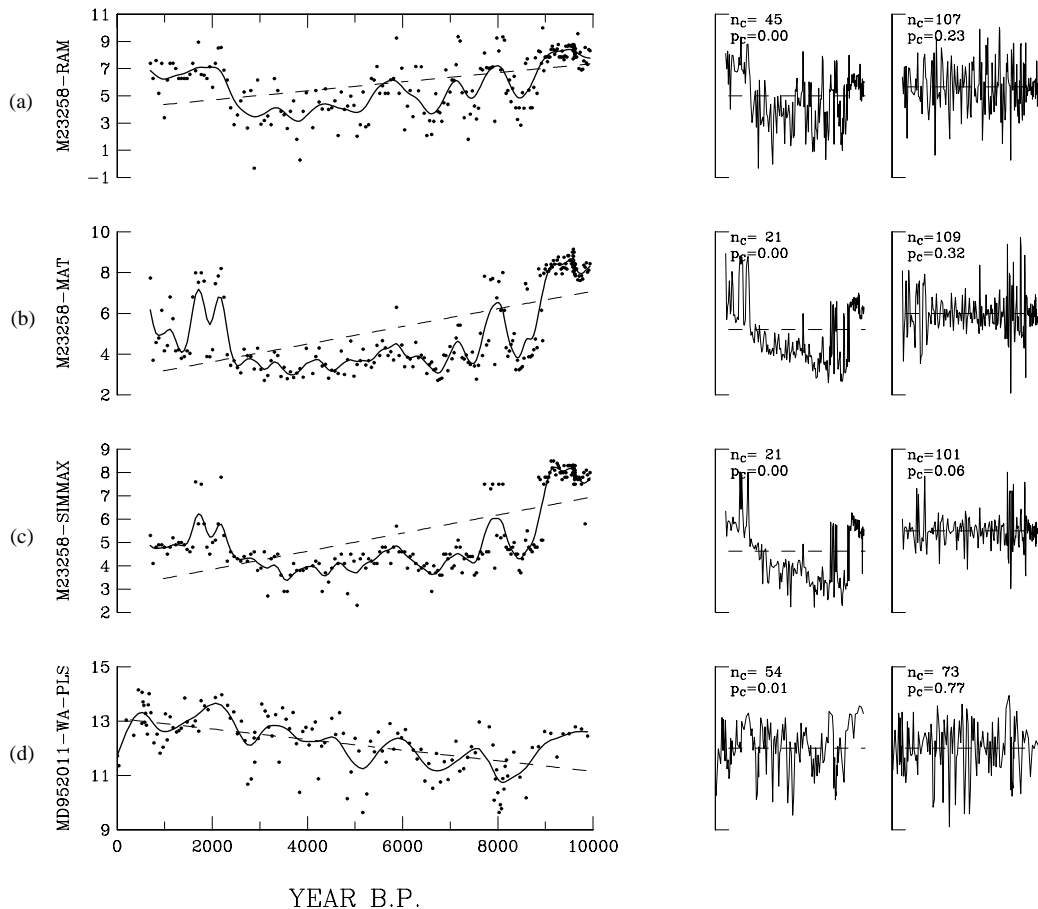 (a)
M23258-RAM
11
9
7
5
3
1
−1
n_c= 45
p_c=0.00
n_c=107
p_c=0.23
(b)
M23258-MAT
10
8
6
4
2
n_c= 21
p_c=0.00
n_c=109
p_c=0.32
(c)
M23258-SIMMAX
9
8
7
6
5
4
3
2
n_c= 21
p_c=0.00
n_c=101
p_c=0.06
(d)
MD952011-WA-PLS
15
13
11
9
n_c= 54
p_c=0.01
n_c= 73
p_c=0.77
0 2000 4000 6000 8000 10000
YEAR B.P.